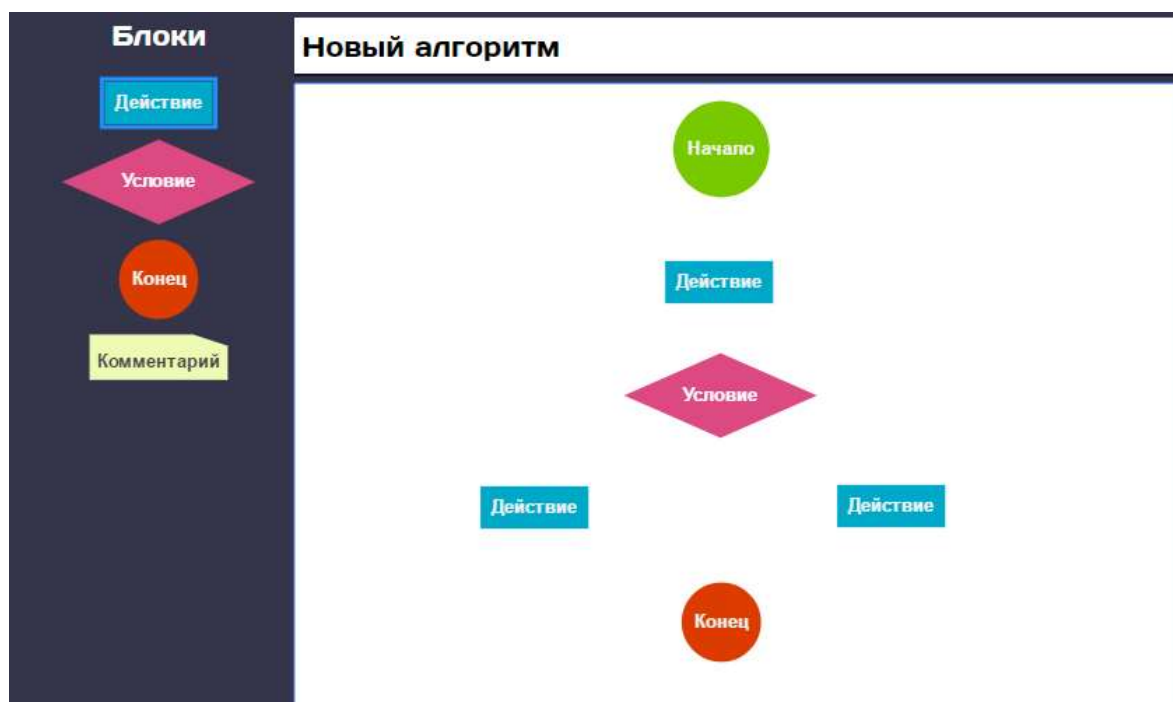 Блоки
Действие
Условие
Конец
Комментарий
Новый алгоритм
Начало
Действие
Условие
Действие
Действие
Конец